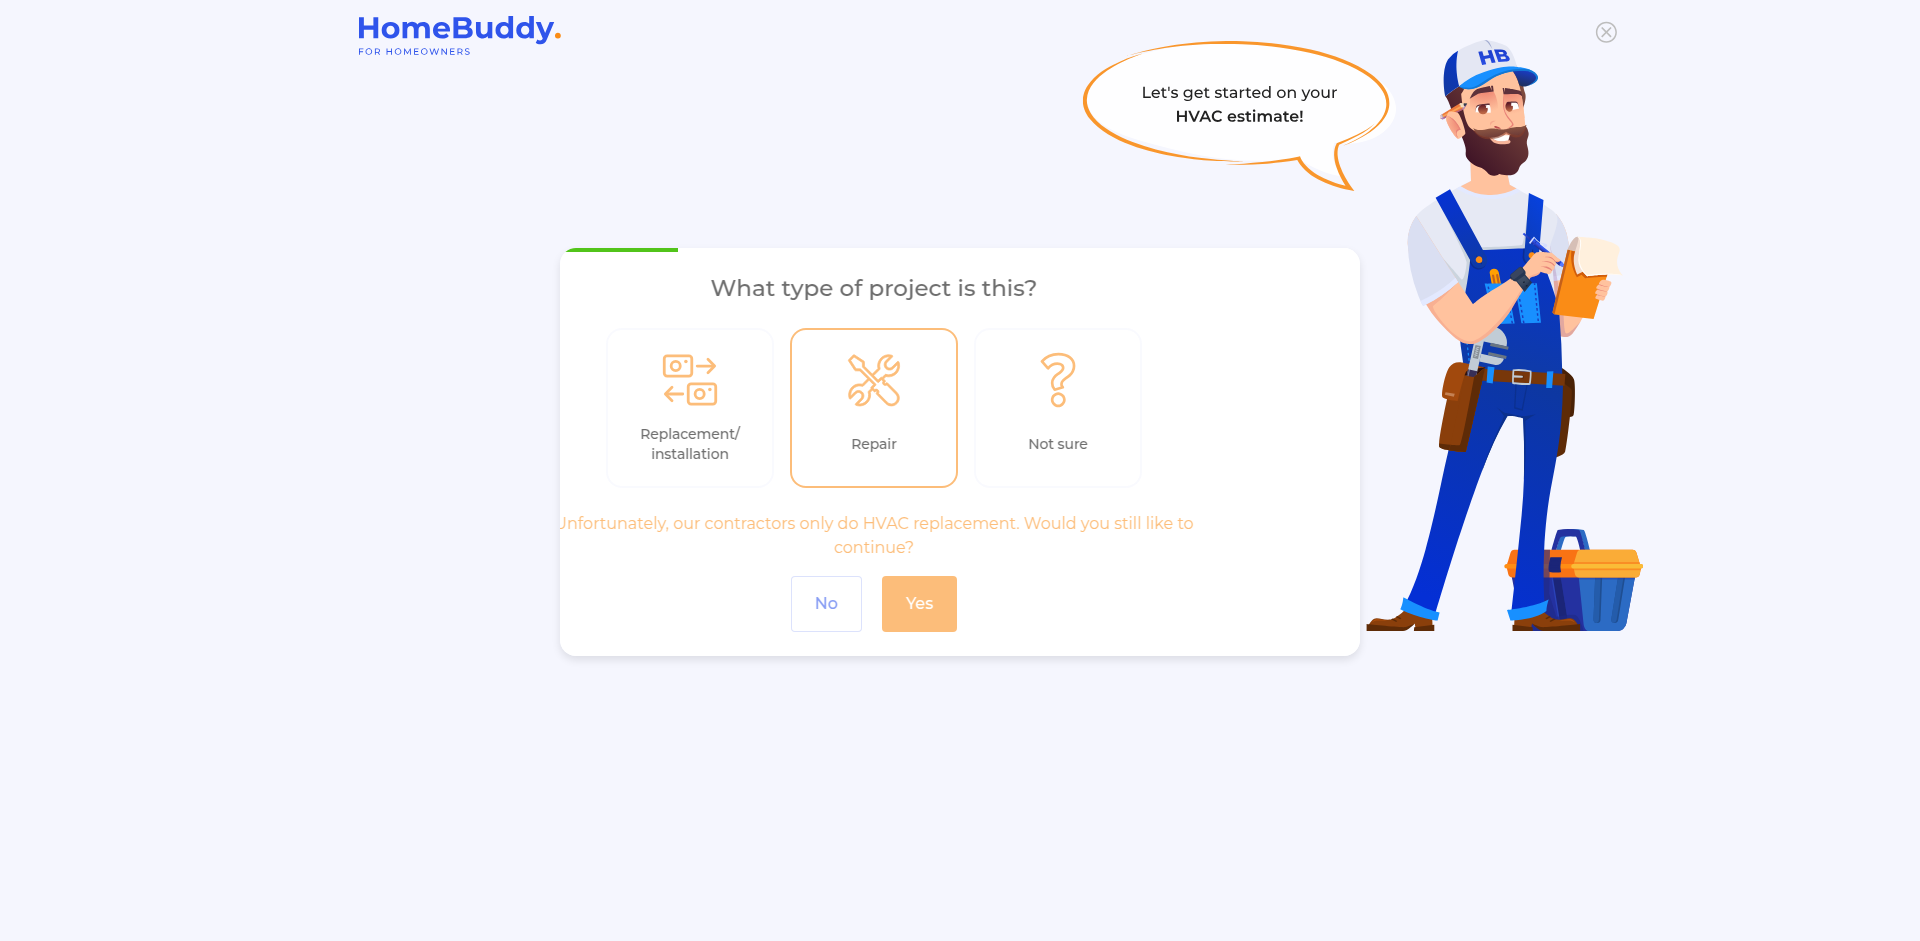 HomeBuddy.
FOR HOMEOWNERS
HB
Let's get started on your
HVAC estimate!
What type of project is this?
Replacement/
installation
Repair
Not sure
Unfortunately, our contractors only do HVAC replacement. Would you still like to
continue?
No
Yes